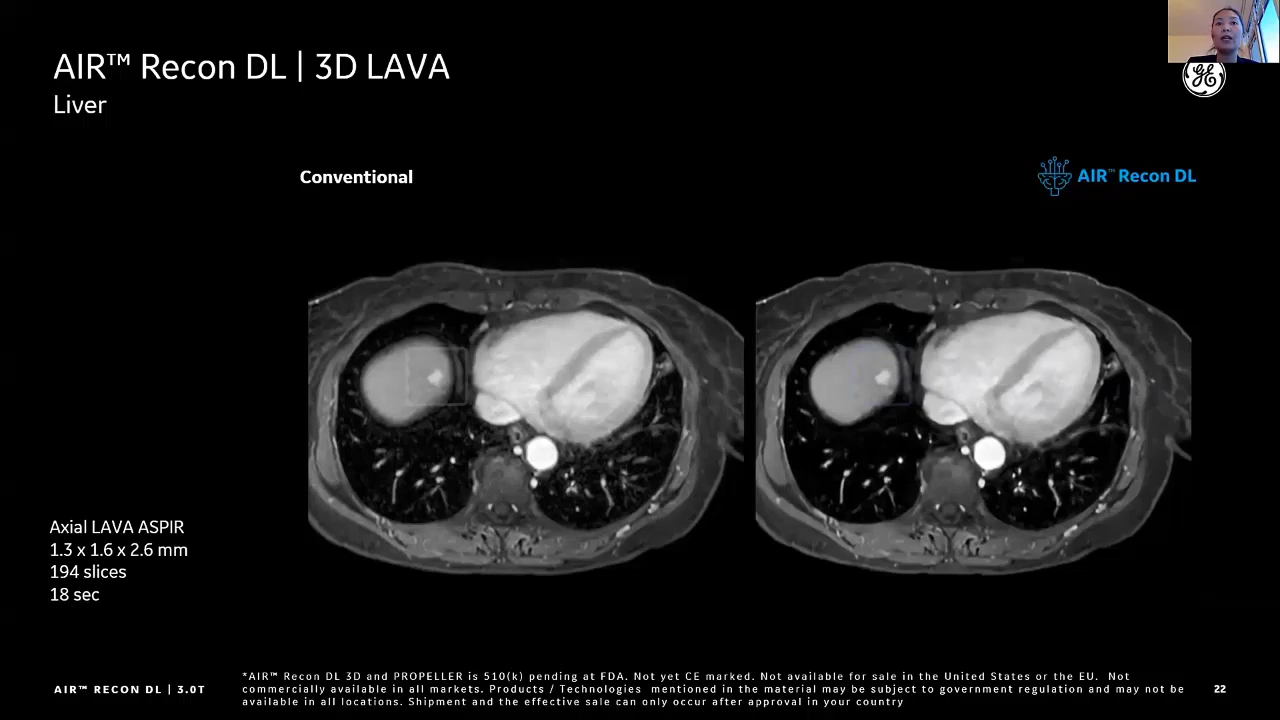 AIR™ Recon DL | 3D LAVA
Liver
Conventional
AIR™ Recon DL
Axial LAVA ASPIR
1.3 x 1.6 x 2.6 mm
194 slices
18 sec
AIR™ RECON DL | 3.0T
*AIR™ Recon DL 3D and PROPELLER is 510(k) pending at FDA. Not yet CE marked. Not available for sale in the United States or the EU. Not
commercially available in all markets. Products / Technologies mentioned in the material may be subject to government regulation and may not be
available in all locations. Shipment and the effective sale can only occur after approval in your country
22
GE